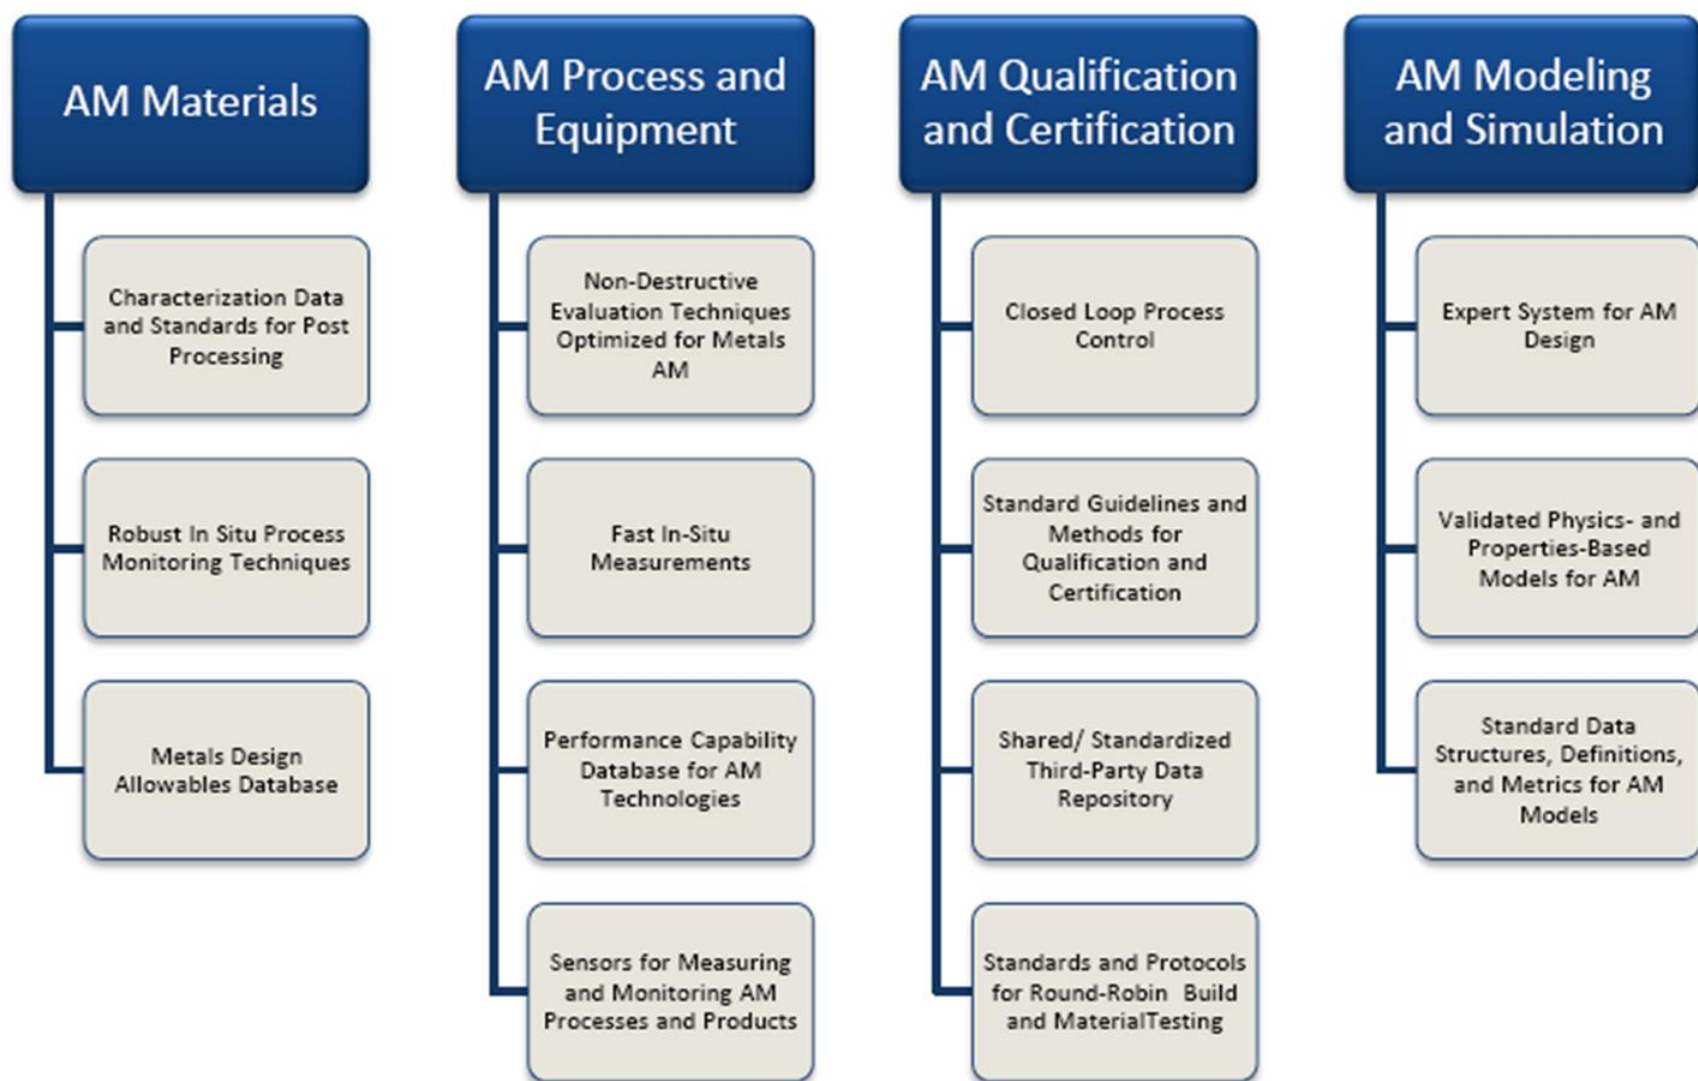 AM Materials
Characterization Data
and Standards for Post
Processing
Robust In Situ Process
Monitoring Techniques
Metals Design
Allowables Database
AM Process and
Equipment
Non-Destructive
Evaluation Techniques
Optimized for Metals
AM
Fast In-Situ
Measurements
Performance Capability
Database for AM
Technologies
Sensors for Measuring
and Monitoring AM
Processes and Products
AM Qualification
and Certification
Closed Loop Process
Control
Standard Guidelines and
Methods for
Qualification and
Certification
Shared/ Standardized
Third-Party Data
Repository
Standards and Protocols
for Round-Robin  Build
and MaterialTesting
AM Modeling
and Simulation
Expert System for AM
Design
Validated Physics- and
Properties-Based
Models for AM
Standard Data
Structures, Definitions,
and Metrics for AM
Models